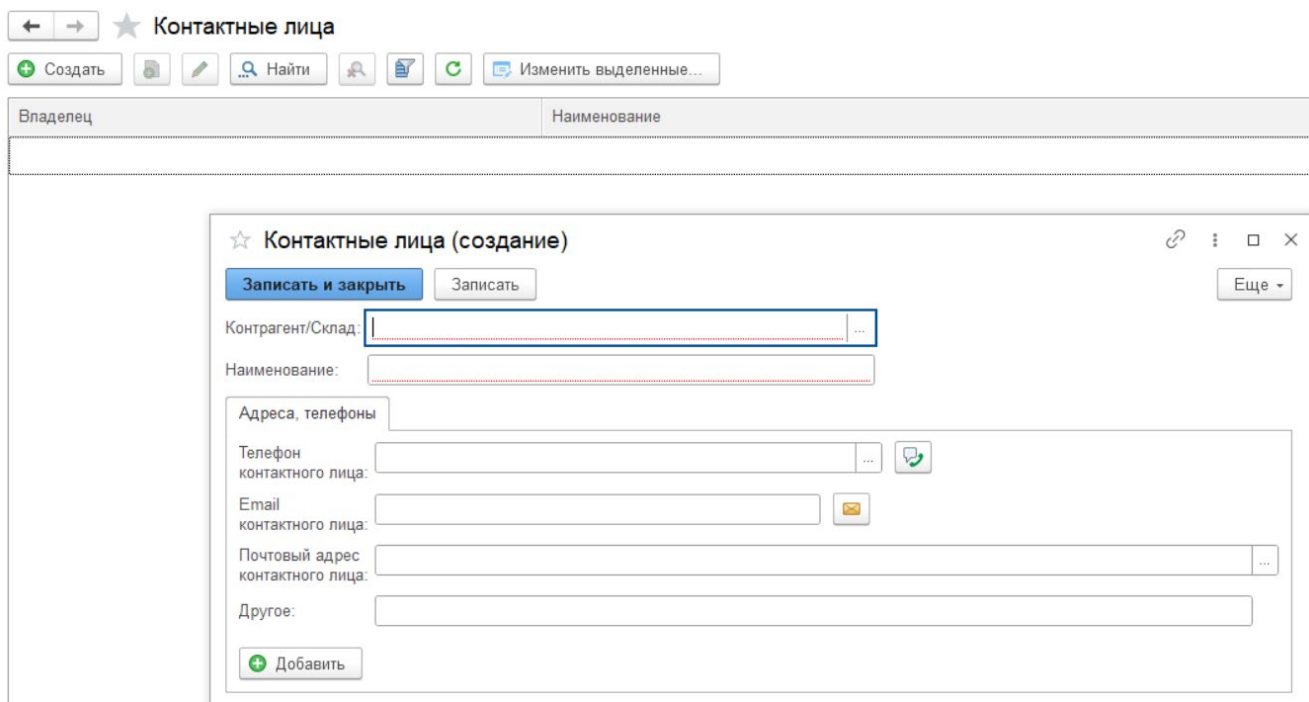 Контактные лица
Создать Найти Изменить выделенные...
Владелец Наименование
Контактные лица (создание)
Записать и закрыть Записать Еще
Контрагент/Склад: ...
Наименование:
Адреса, телефоны
Телефон
контактного лица: ...
Email
контактного лица:
Почтовый адрес
контактного лица: ...
Другое:
Добавить